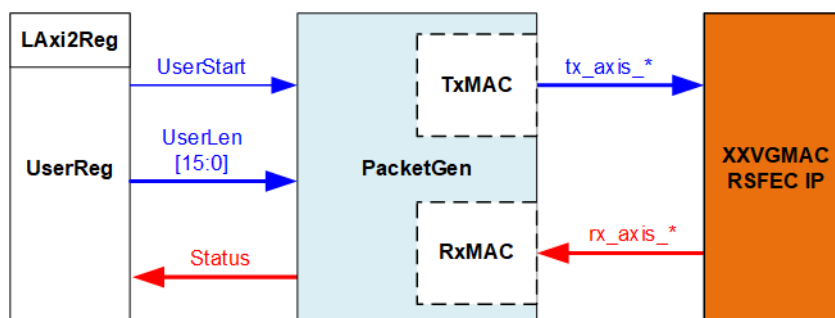 LAxi2Reg
UserReg
UserStart
UserLen
[15:0]
Status
PacketGen
TxMAC
RxMAC
tx_axis_*
rx_axis_*
XXVGMAC
RSFEC IP